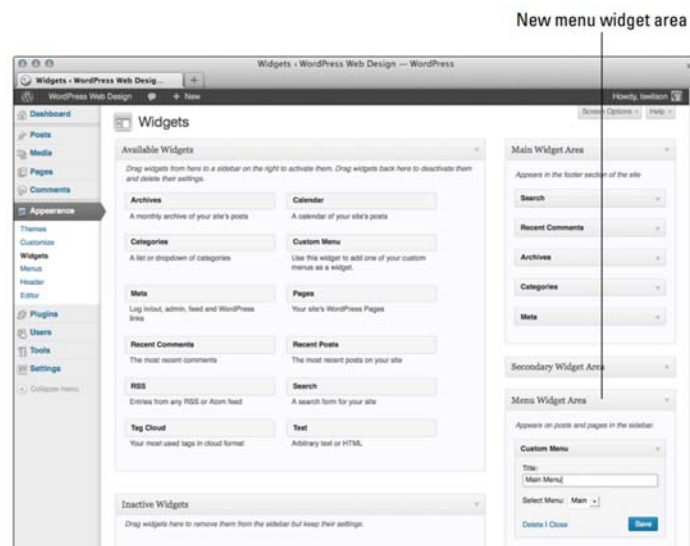 New menu widget area
Widgets ‹ WordPress Web Design — WordPress
Widgets ‹ WordPress Web Desig...
WordPress Web Design + New Howdy, lswilson
Screen Options Help
Dashboard
Posts
Media
Pages
Comments
Appearance
Themes
Customize
Widgets
Menus
Header
Editor
Plugins
Users
Tools
Settings
Collapse menu
Widgets
Available Widgets
Drag widgets from here to a sidebar on the right to activate them. Drag widgets back here to deactivate them
and delete their settings.
Archives
A monthly archive of your site's posts
Calendar
A calendar of your site's posts
Categories
A list or dropdown of categories
Custom Menu
Use this widget to add one of your custom
menus as a widget.
Meta
Log in/out, admin, feed and WordPress
links
Pages
Your site's WordPress Pages
Recent Comments
The most recent comments
Recent Posts
The most recent posts on your site
RSS
Entries from any RSS or Atom feed
Search
A search form for your site
Tag Cloud
Your most used tags in cloud format
Text
Arbitrary text or HTML
Inactive Widgets
Drag widgets here to remove them from the sidebar but keep their settings.
Main Widget Area
Appears in the footer section of the site
Search
Recent Comments
Archives
Categories
Meta
Secondary Widget Area
Menu Widget Area
Appears on posts and pages in the sidebar.
Custom Menu
Title:
Main Menu
Select Menu: Main
Delete | Close Save